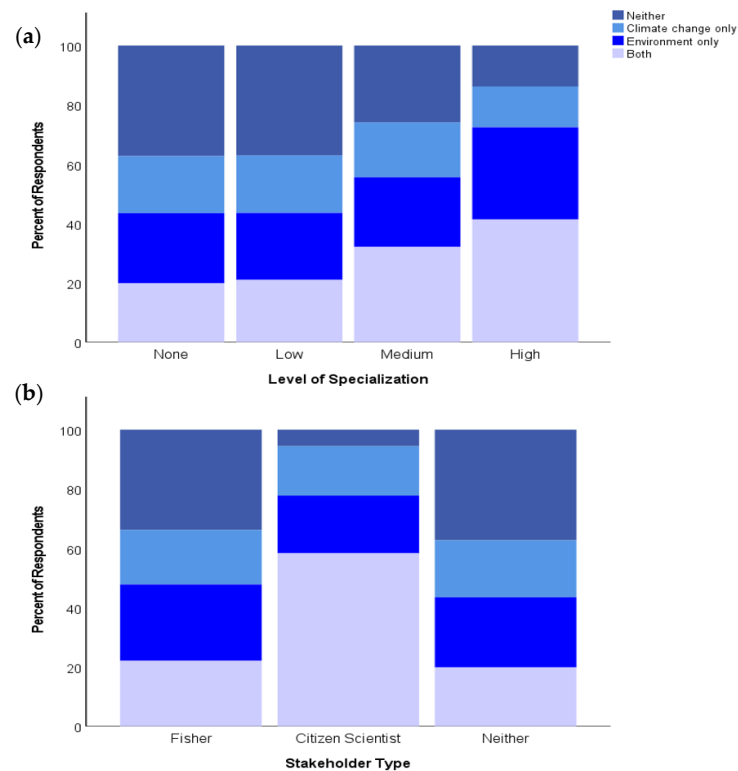 (a)
Neither
Climate change only
Environment only
Both
100
80
60
40
20
0
Percent of Respondents
None Low Medium High
Level of Specialization
(b)
100
80
60
40
20
0
Percent of Respondents
Fisher Citizen Scientist Neither
Stakeholder Type